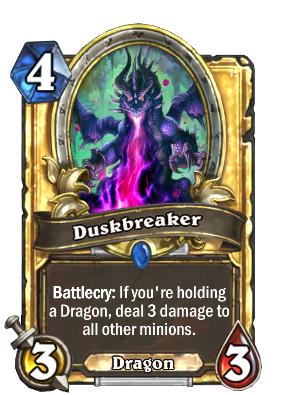 4
Duskbreaker
Battlecry: If you're holding
a Dragon, deal 3 damage to
all other minions.
3
Dragon
3